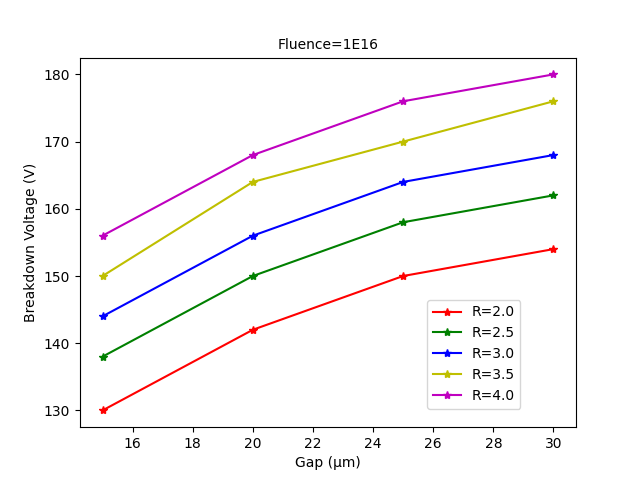 Fluence=1E16
180
170
160
150
140
130
Breakdown Voltage (V)
R=2.0
R=2.5
R=3.0
R=3.5
R=4.0
16 18 20 22 24 26 28 30
Gap (μm)